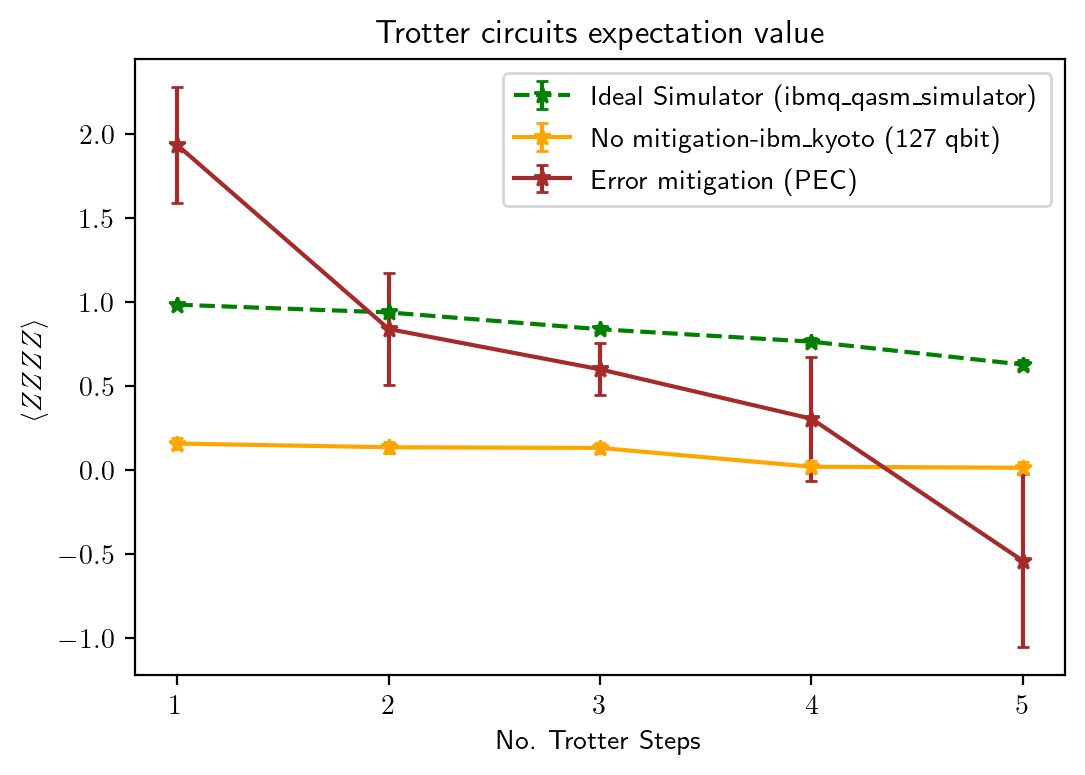 Trotter circuits expectation value
Ideal Simulator (ibmq_qasm_simulator)
No mitigation-ibm_kyoto (127 qbit)
Error mitigation (PEC)
⟨ZZZZ⟩
2.0
1.5
1.0
0.5
0.0
−0.5
−1.0
1 2 3 4 5
No. Trotter Steps